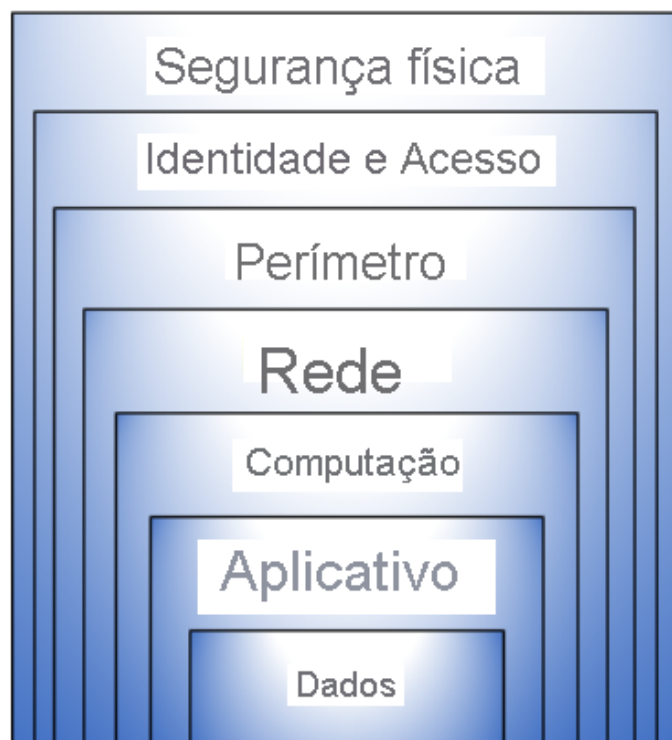 Segurança física
Identidade e Acesso
Perímetro
Rede
Computação
Aplicativo
Dados